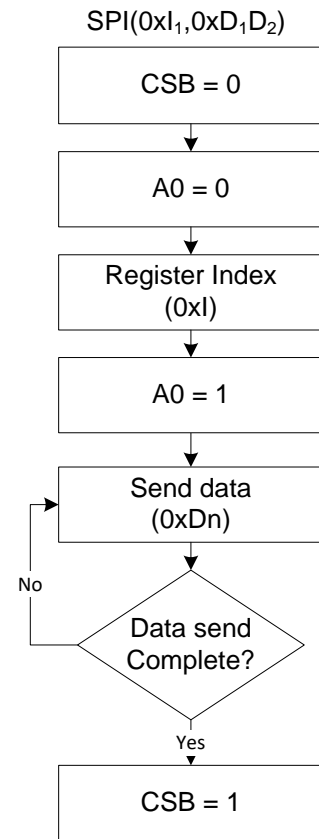 SPI(0xI₁,0xD₁D₂)
CSB = 0
A0 = 0
Register Index
(0xI)
A0 = 1
Send data
(0xDn)
No
Data send
Complete?
Yes
CSB = 1